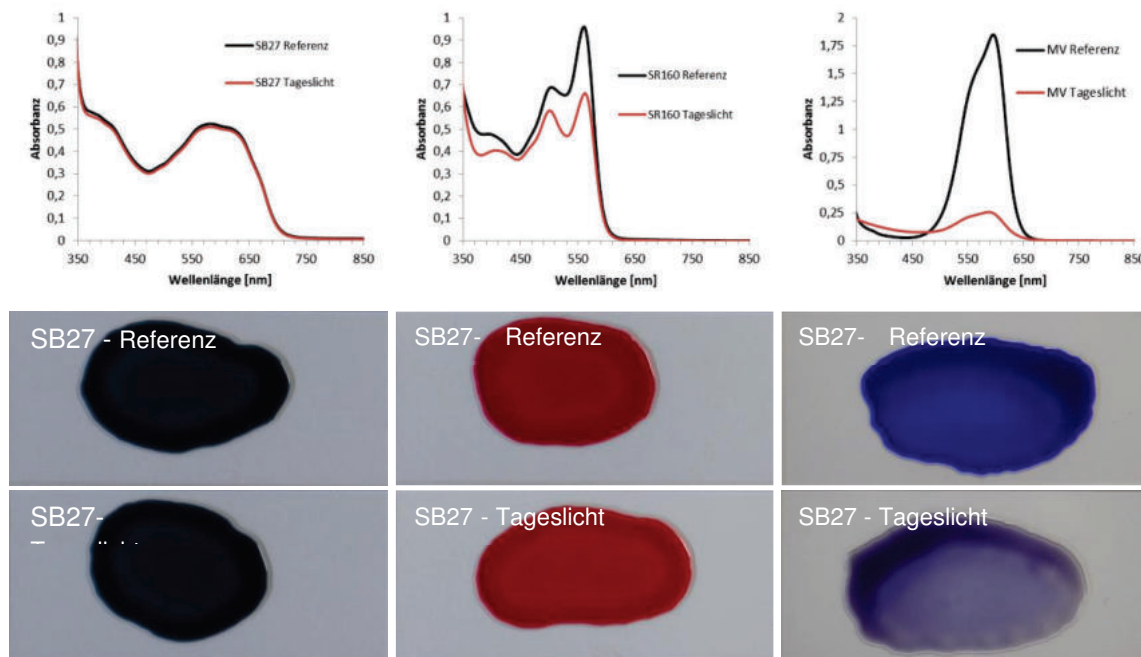 1
0,9
0,8
0,7
0,6
0,5
0,4
0,3
0,2
0,1
0
Absorbanz
SB27 Referenz
SB27 Tageslicht
350 450 550 650 750 850
Wellenlänge [nm]
1
0,9
0,8
0,7
0,6
0,5
0,4
0,3
0,2
0,1
0
Absorbanz
SR160 Referenz
SR160 Tageslicht
350 450 550 650 750 850
Wellenlänge [nm]
2
1,75
1,5
1,25
1
0,75
0,5
0,25
0
Absorbanz
MV Referenz
MV Tageslicht
350 450 550 650 750 850
Wellenlänge [nm]
SB27 - Referenz
SB27- Referenz
SB27- Referenz
SB27-
SB27 - Tageslicht
SB27 - Tageslicht